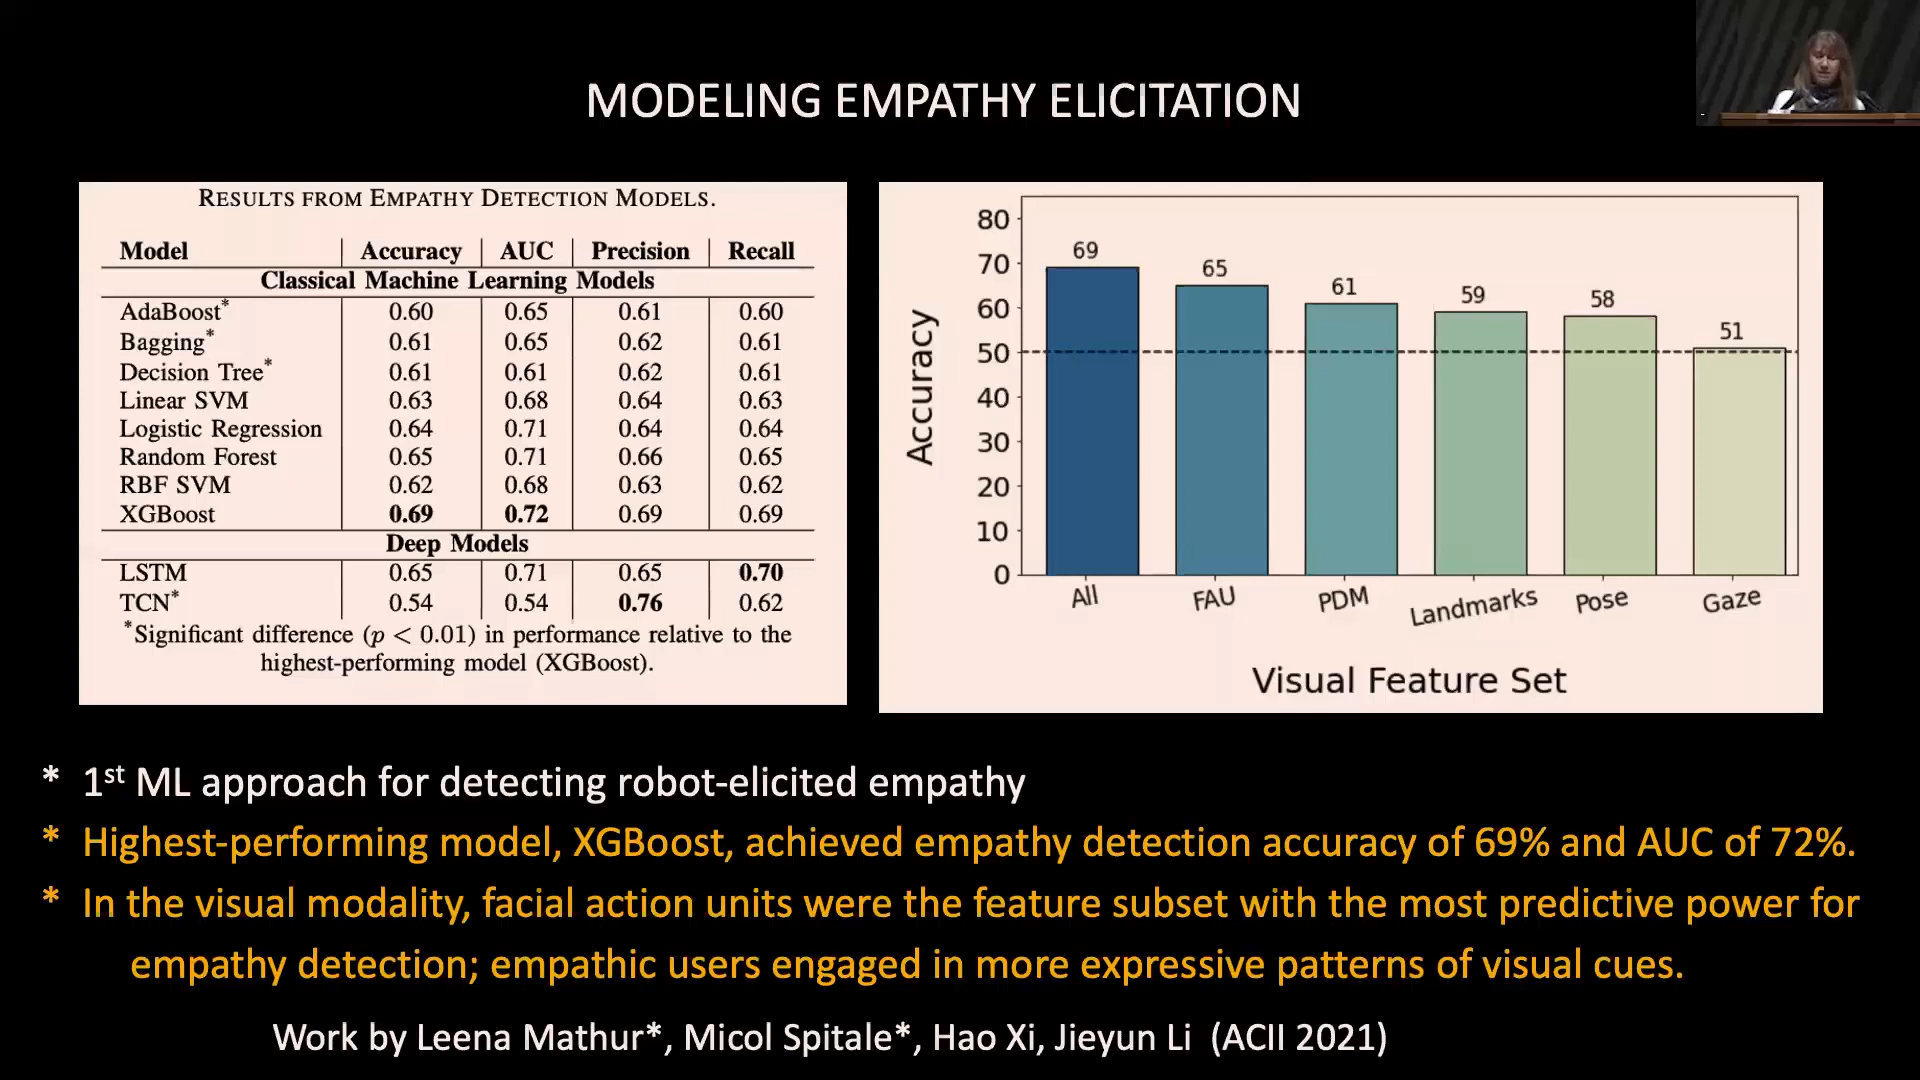 MODELING EMPATHY ELICITATION
RESULTS FROM EMPATHY DETECTION MODELS.
Model Accuracy AUC Precision Recall
Classical Machine Learning Models
AdaBoost* 0.60 0.65 0.61 0.60
Bagging* 0.61 0.65 0.62 0.61
Decision Tree* 0.61 0.61 0.62 0.61
Linear SVM 0.63 0.68 0.64 0.63
Logistic Regression 0.64 0.71 0.64 0.64
Random Forest 0.65 0.71 0.66 0.65
RBF SVM 0.62 0.68 0.63 0.62
XGBoost 0.69 0.72 0.69 0.69
Deep Models
LSTM 0.65 0.71 0.65 0.70
TCN* 0.54 0.54 0.76 0.62
*Significant difference (p < 0.01) in performance relative to the
highest-performing model (XGBoost).
Accuracy
80
70
60
50
40
30
20
10
0
69 65 61 59 58 51
All FAU PDM Landmarks Pose Gaze
Visual Feature Set
* 1st ML approach for detecting robot-elicited empathy
* Highest-performing model, XGBoost, achieved empathy detection accuracy of 69% and AUC of 72%.
* In the visual modality, facial action units were the feature subset with the most predictive power for
empathy detection; empathic users engaged in more expressive patterns of visual cues.
Work by Leena Mathur*, Micol Spitale*, Hao Xi, Jieyun Li (ACII 2021)